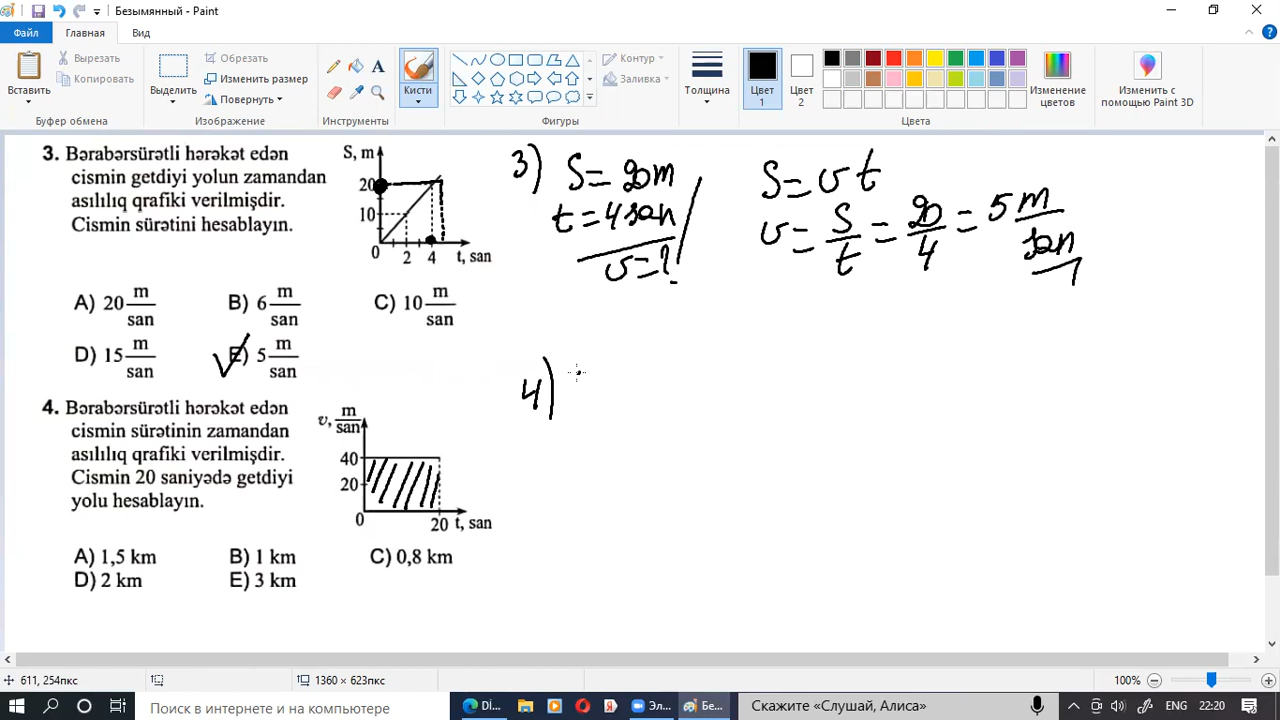 Безымянный - Paint
Файл Главная Вид
Вставить
Вырезать
Копировать
Буфер обмена
Выделить
Обрезать
Изменить размер
Повернуть
Изображение
A
Инструменты
Кисти
Контур
Заливка
Фигуры
Толщина
Цвет 1
Цвет 2
Изменение цветов
Цвета
Изменить с помощью Paint 3D
3. Bərabərsürətli hərəkət edən
cismin getdiyi yolun zamandan
asılılıq qrafiki verilmişdir.
Cismin sürətini hesablayın.
S, m
20
10
0 2 4 t, san
A) 20 m/san B) 6 m/san C) 10 m/san
D) 15 m/san E) 5 m/san
3) S = 20m
t = 4 san
v = ?
S = v t
v = S/t = 20/4 = 5 m/san
4. Bərabərsürətli hərəkət edən
cismin sürətinin zamandan
asılılıq qrafiki verilmişdir.
Cismin 20 saniyədə getdiyi
yolu hesablayın.
v, m/san
40
20
0 20 t, san
A) 1,5 km B) 1 km C) 0,8 km
D) 2 km E) 3 km
4)
611, 254пкс 1360 × 623пкс 100%
Поиск в интернете и на компьютере
Di
Эл...
Бе...
Скажите «Слушай, Алиса»
ENG 22:20